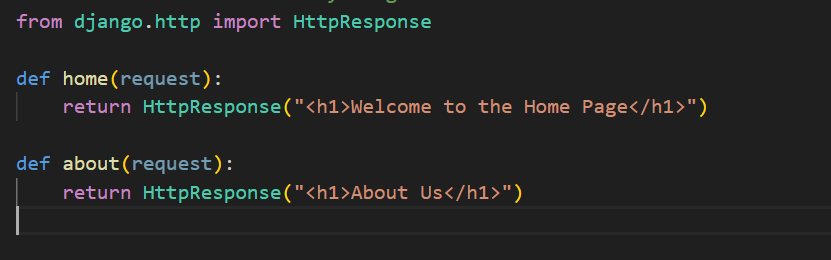 from django.http import HttpResponse
def home(request):
    return HttpResponse("<h1>Welcome to the Home Page</h1>")
def about(request):
    return HttpResponse("<h1>About Us</h1>")